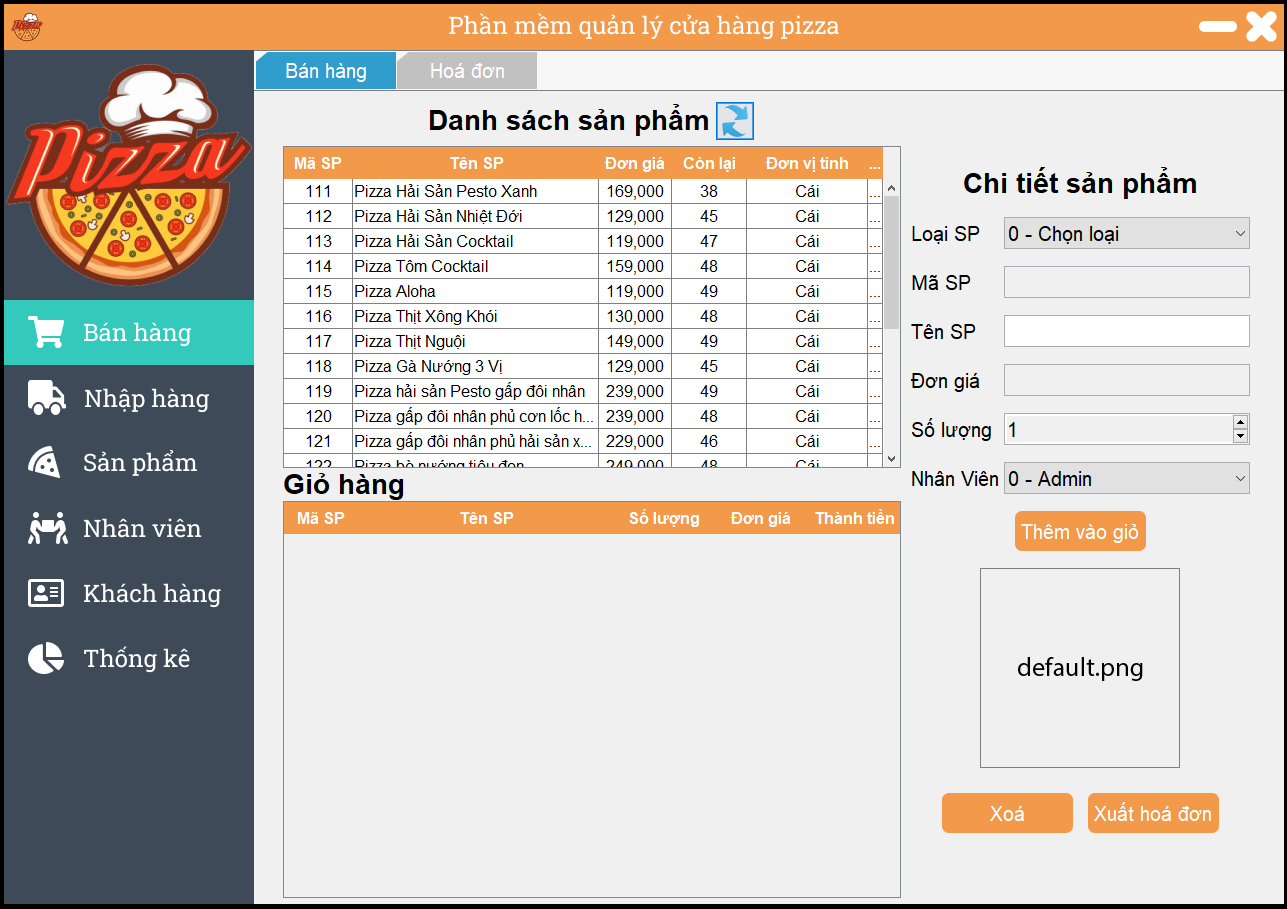 Phần mềm quản lý cửa hàng pizza
Pizza
Bán hàng
Nhập hàng
Sản phẩm
Nhân viên
Khách hàng
Thống kê
Bán hàng Hoá đơn
Danh sách sản phẩm
Mã SP Tên SP Đơn giá Còn lại Đơn vị tính ...
111 Pizza Hải Sản Pesto Xanh 169,000 38 Cái ...
112 Pizza Hải Sản Nhiệt Đới 129,000 45 Cái ...
113 Pizza Hải Sản Cocktail 119,000 47 Cái ...
114 Pizza Tôm Cocktail 159,000 48 Cái ...
115 Pizza Aloha 119,000 49 Cái ...
116 Pizza Thịt Xông Khói 130,000 48 Cái ...
117 Pizza Thịt Nguội 149,000 49 Cái ...
118 Pizza Gà Nướng 3 Vị 129,000 45 Cái ...
119 Pizza hải sản Pesto gấp đôi nhân 239,000 49 Cái ...
120 Pizza gấp đôi nhân phủ cơn lốc h... 239,000 48 Cái ...
121 Pizza gấp đôi nhân phủ hải sản x... 229,000 46 Cái ...
122 Pizza bò nướng tiêu đen 249,000 48 Cái
Giỏ hàng
Mã SP Tên SP Số lượng Đơn giá Thành tiền
Chi tiết sản phẩm
Loại SP 0 - Chọn loại
Mã SP
Tên SP
Đơn giá
Số lượng 1
Nhân Viên 0 - Admin
Thêm vào giỏ
default.png
Xoá Xuất hoá đơn